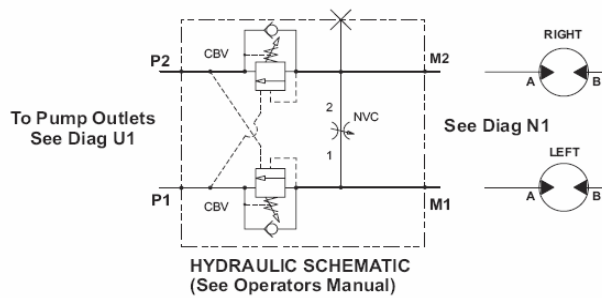 RIGHT
P2
CBV
M2
A
B
To Pump Outlets
See Diag U1
2
NVC
1
See Diag N1
LEFT
P1
CBV
M1
A
B
HYDRAULIC SCHEMATIC
(See Operators Manual)